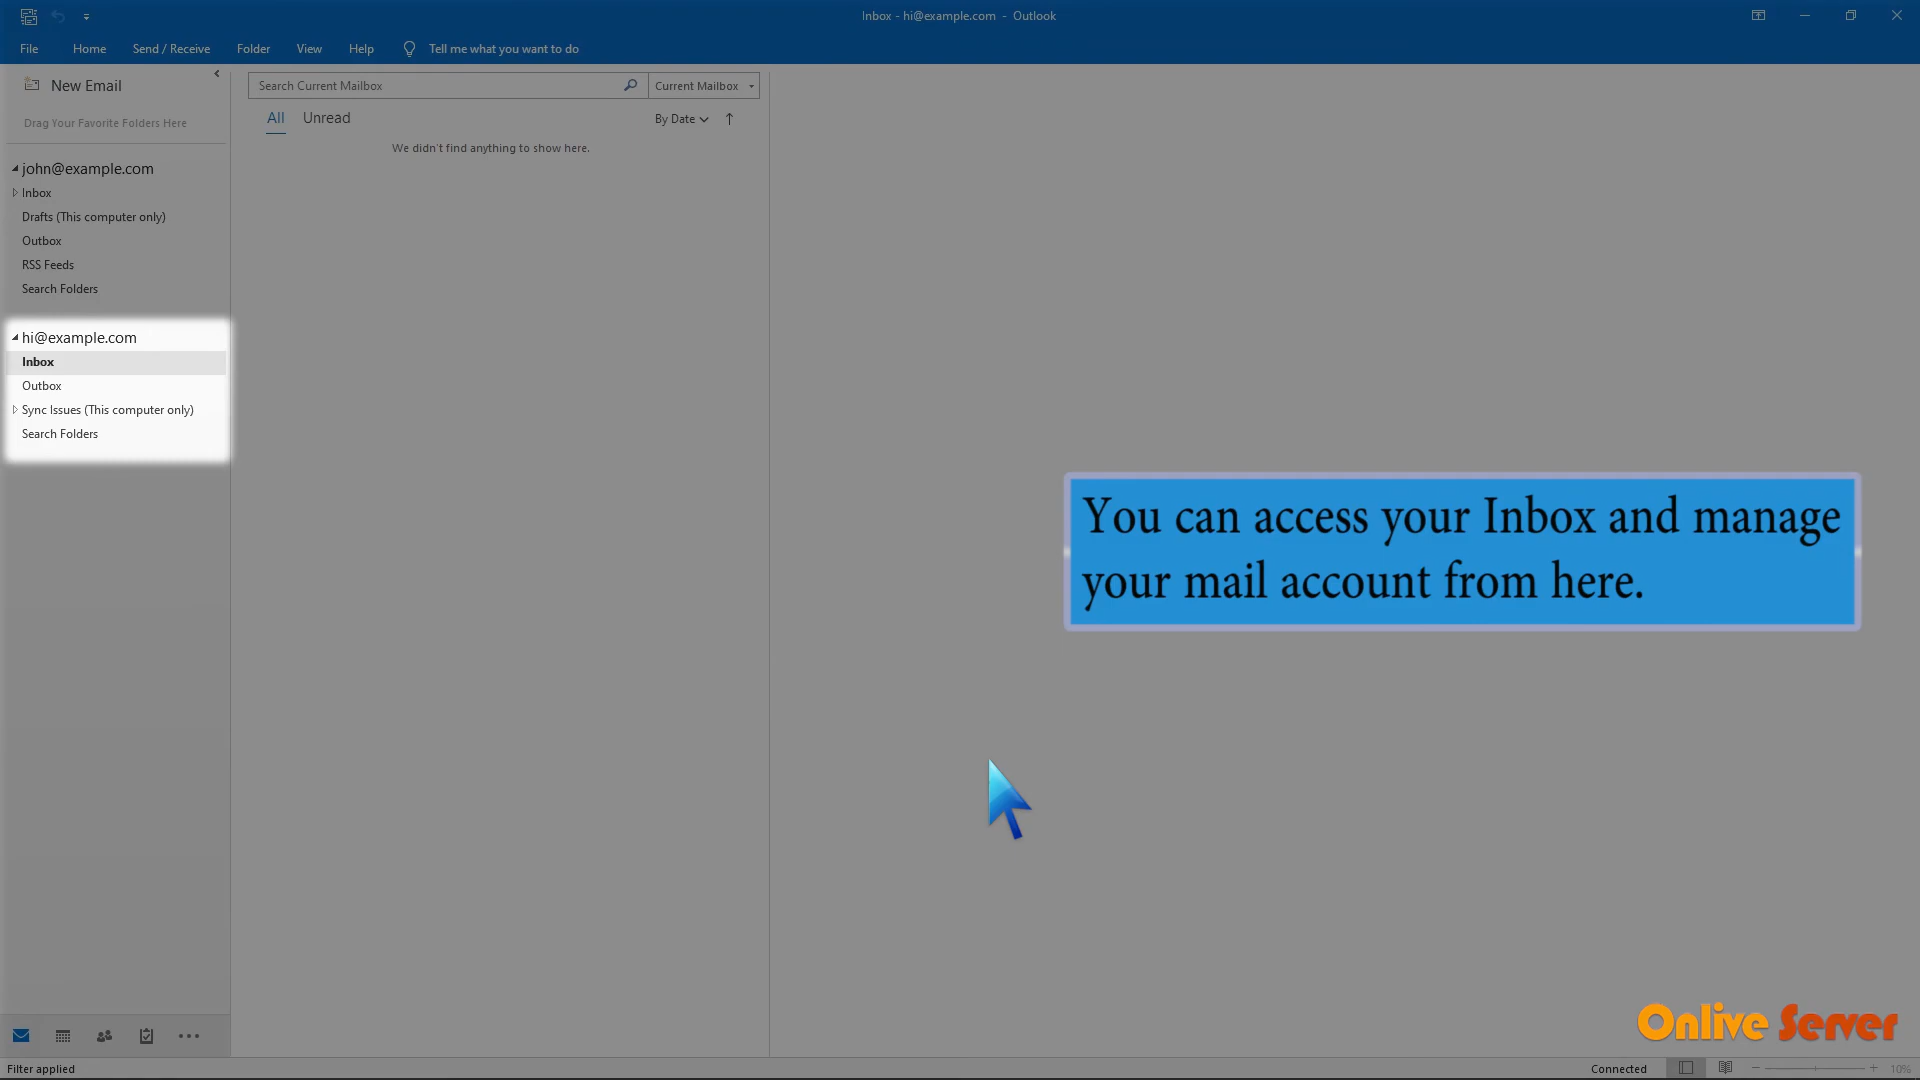 Inbox - hi@example.com - Outlook
File Home Send / Receive Folder View Help Tell me what you want to do
New Email
Drag Your Favorite Folders Here
john@example.com
Inbox
Drafts (This computer only)
Outbox
RSS Feeds
Search Folders
hi@example.com
Inbox
Outbox
Sync Issues (This computer only)
Search Folders
Search Current Mailbox Current Mailbox
All Unread By Date
We didn't find anything to show here.
You can access your Inbox and manage
your mail account from here.
Onlive Server
Filter applied Connected 10%